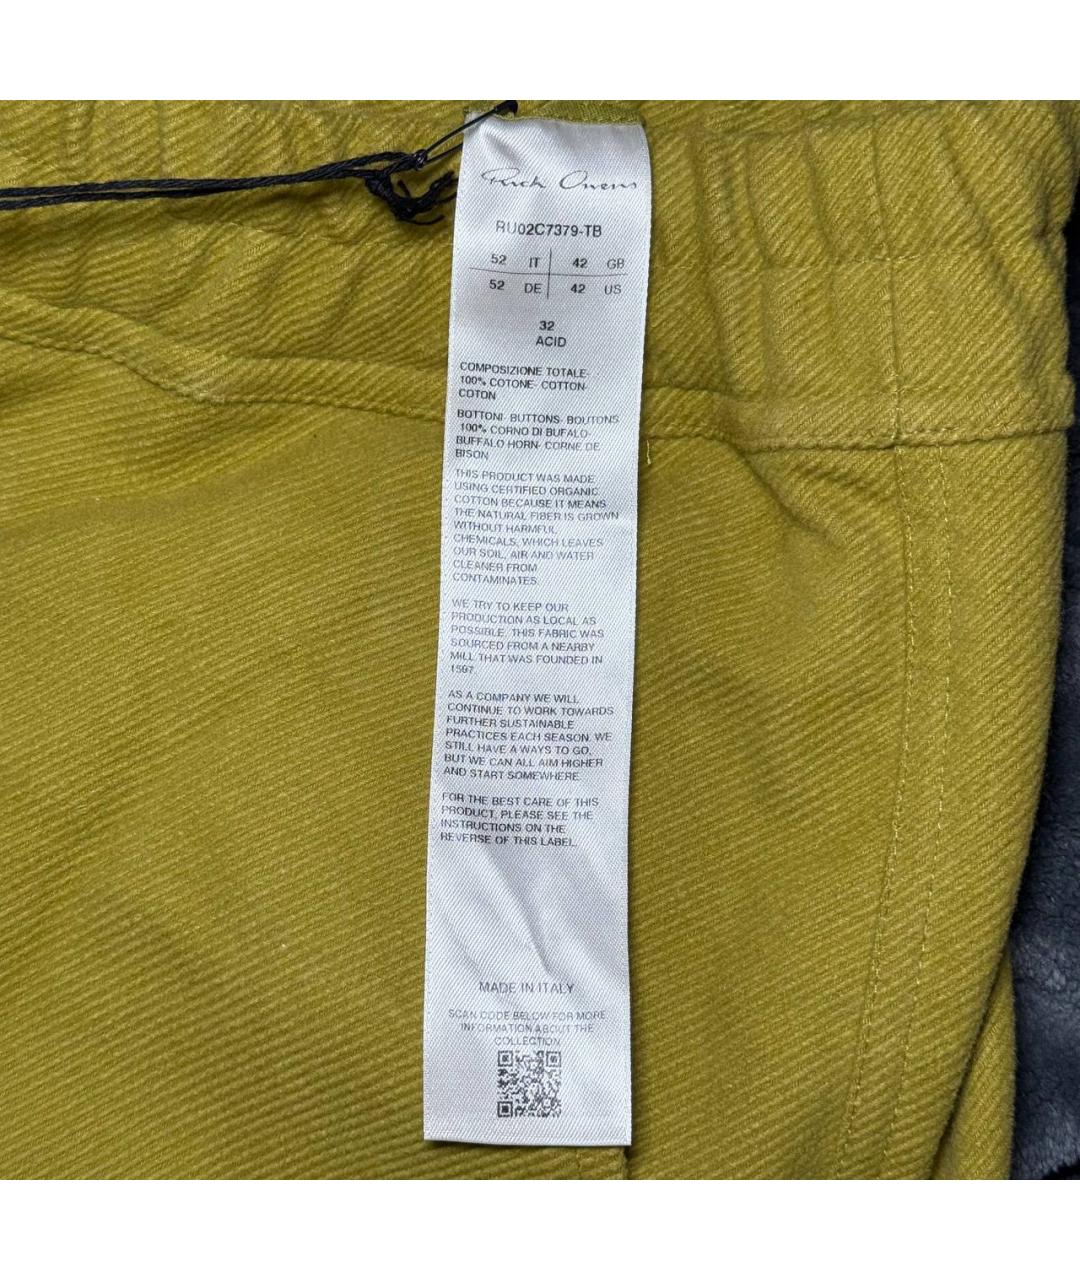 Rick Owens
RU02C7379-TB
52 IT 42 GB
52 DE 42 US
32
ACID
COMPOSIZIONE TOTALE-
100% COTONE- COTTON-
COTON
BOTTONI- BUTTONS- BOUTONS
100% CORNO DI BUFALO-
BUFFALO HORN- CORNE DE
BISON
THIS PRODUCT WAS MADE
USING CERTIFIED ORGANIC
COTTON BECAUSE IT MEANS
THE NATURAL FIBER IS GROWN
WITHOUT HARMFUL
CHEMICALS, WHICH LEAVES
OUR SOIL, AIR AND WATER
CLEANER FROM
CONTAMINATES.
WE TRY TO KEEP OUR
PRODUCTION AS LOCAL AS
POSSIBLE. THIS FABRIC WAS
SOURCED FROM A NEARBY
MILL THAT WAS FOUNDED IN
1597.
AS A COMPANY WE WILL
CONTINUE TO WORK TOWARDS
FURTHER SUSTAINABLE
PRACTICES EACH SEASON. WE
STILL HAVE A WAYS TO GO,
BUT WE CAN ALL AIM HIGHER
AND START SOMEWHERE.
FOR THE BEST CARE OF THIS
PRODUCT, PLEASE SEE THE
INSTRUCTIONS ON THE
REVERSE OF THIS LABEL.
MADE IN ITALY
SCAN CODE BELOW FOR MORE
INFORMATION ABOUT THE
COLLECTION